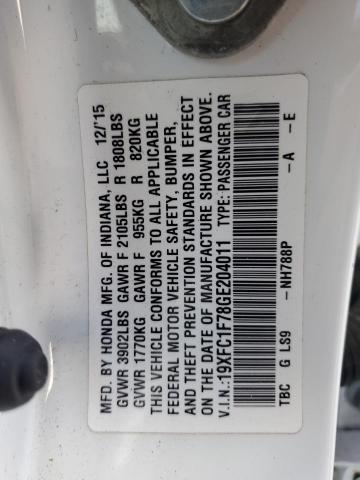 MFD. BY HONDA MFG. OF INDIANA, LLC 12/'15
GVWR 3902LBS GAWR F 2105LBS R 1808LBS
GVWR 1770KG GAWR F 955KG R 820KG
THIS VEHICLE CONFORMS TO ALL APPLICABLE
FEDERAL MOTOR VEHICLE SAFETY, BUMPER,
AND THEFT PREVENTION STANDARDS IN EFFECT
ON THE DATE OF MANUFACTURE SHOWN ABOVE.
V.I.N.:19XFC1F78GE204011 TYPE: PASSENGER CAR
TBC G LS9 -NH788P -A -E